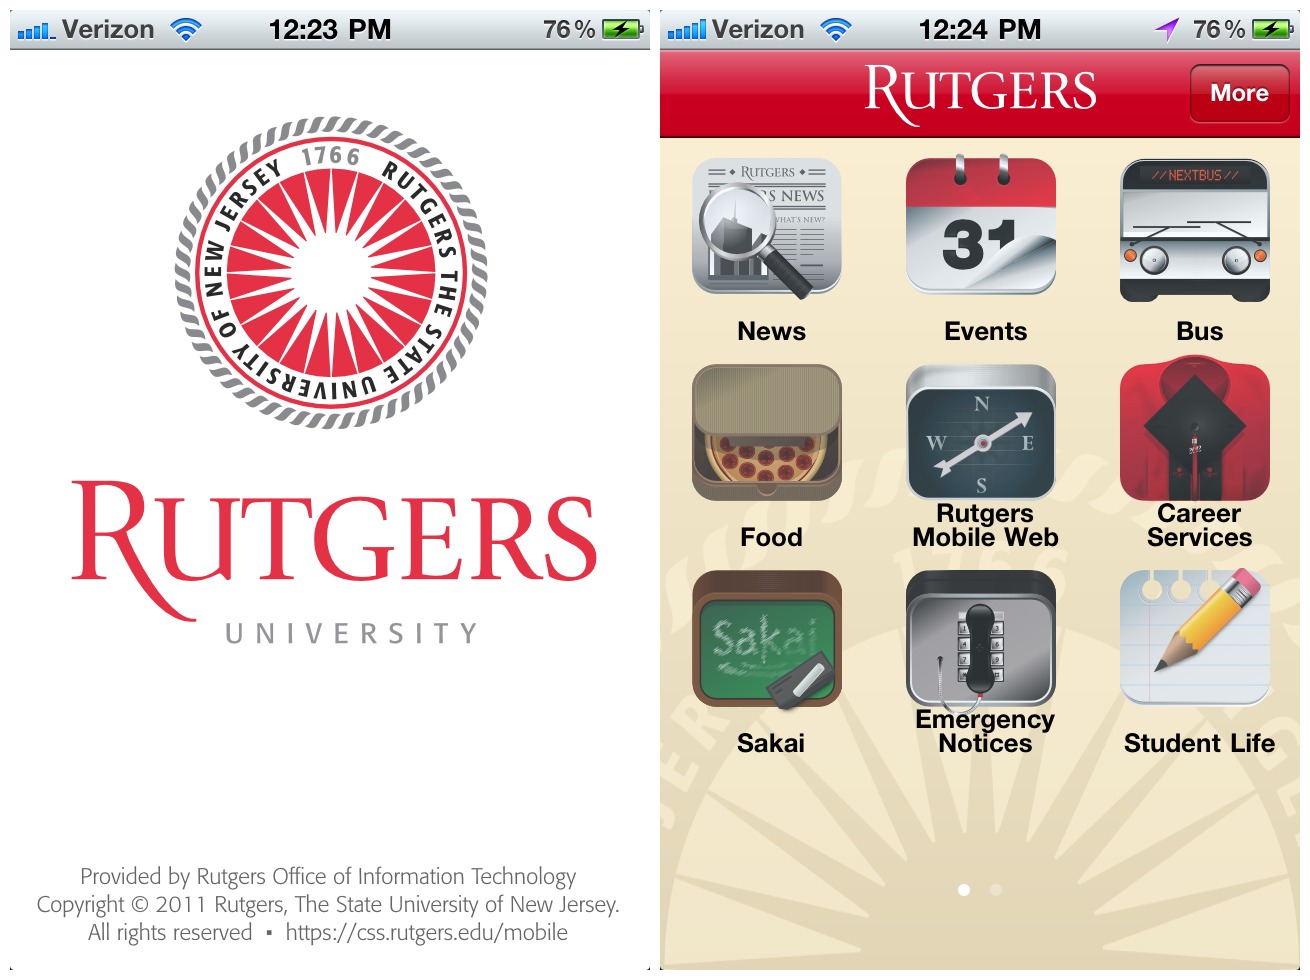 Verizon 12:23 PM 76%
1766
RUTGERS THE STATE UNIVERSITY OF NEW JERSEY
RUTGERS
UNIVERSITY
Provided by Rutgers Office of Information Technology
Copyright © 2011 Rutgers, The State University of New Jersey.
All rights reserved ▪ https://css.rutgers.edu/mobile
Verizon 12:24 PM 76%
RUTGERS
More
RUTGERS
NEWS
WHAT'S NEW?
News
31
Events
//NEXTBUS//
Bus
Food
N
W E
S
Rutgers
Mobile Web
Career
Services
Sakai
Sakai
Emergency
Notices
Student Life